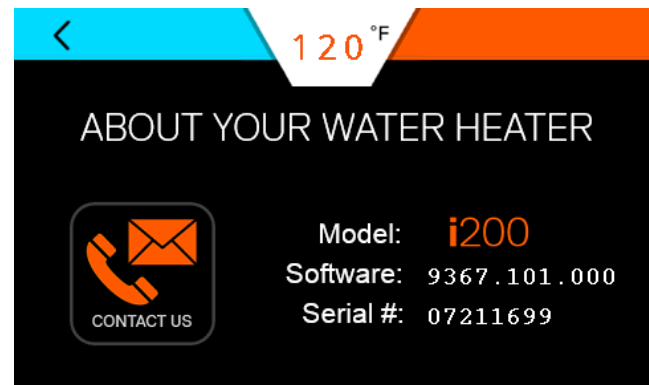 120°F
ABOUT YOUR WATER HEATER
Model: i200
Software: 9367.101.000
Serial #: 07211699
CONTACT US